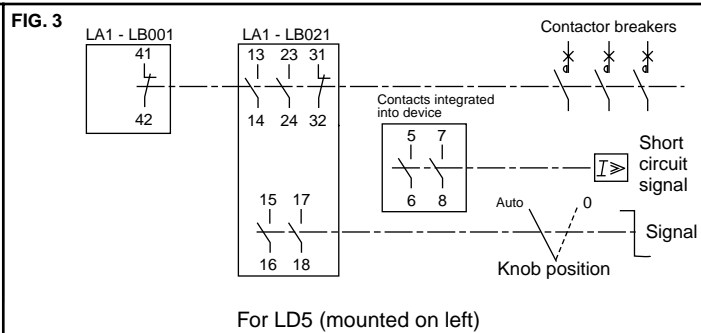 FIG. 3
LA1 - LB001
LA1 - LB021
Contactor breakers
41
13 23 31
42
14 24 32
Contacts integrated
into device
5 7
6 8
I
Short
circuit
signal
15 17
16 18
Auto
0
Signal
Knob position
For LD5 (mounted on left)